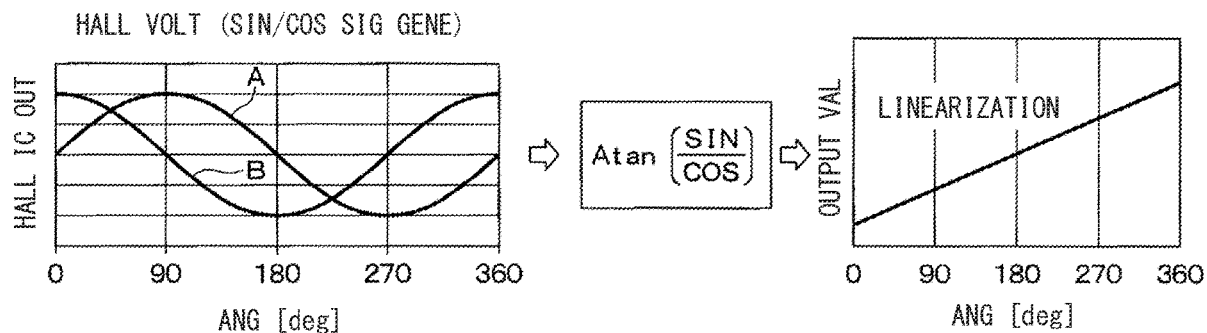 HALL VOLT (SIN/COS SIG GENE)
HALL IC OUT
A
B
0 90 180 270 360
ANG [deg]
Atan (SIN/COS)
OUTPUT VAL
LINEARIZATION
0 90 180 270 360
ANG [deg]